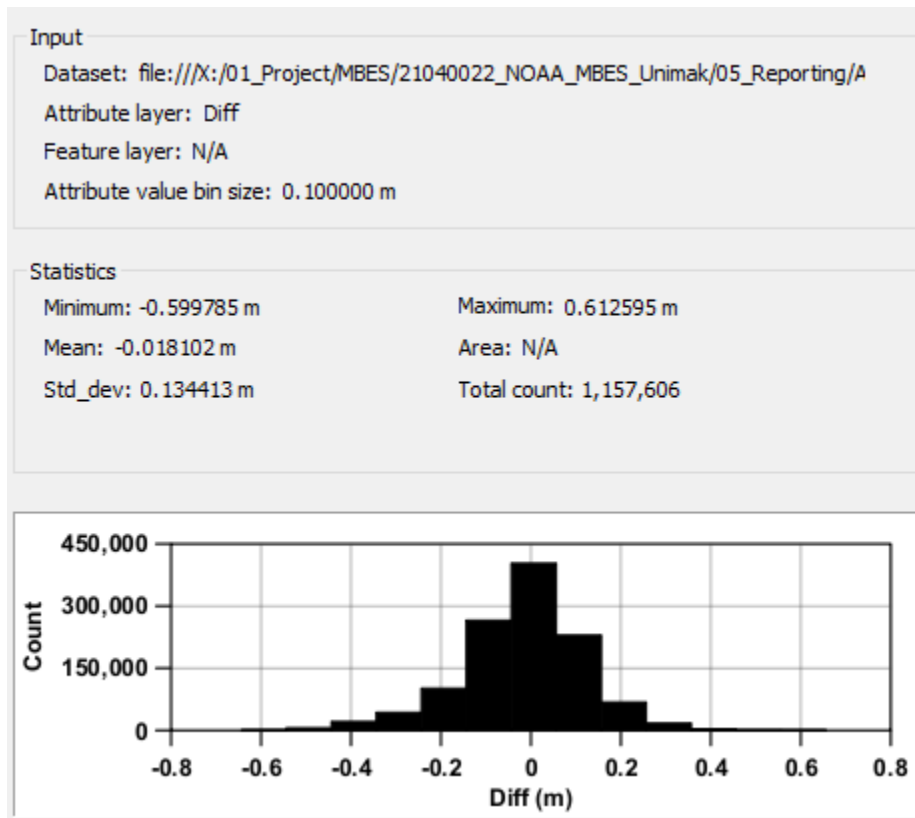 Input
Dataset: file:///X:/01_Project/MBES/21040022_NOAA_MBES_Unimak/05_Reporting/A
Attribute layer: Diff
Feature layer: N/A
Attribute value bin size: 0.100000 m
Statistics
Minimum: -0.599785 m Maximum: 0.612595 m
Mean: -0.018102 m Area: N/A
Std_dev: 0.134413 m Total count: 1,157,606
450,000
300,000
150,000
0
Count
-0.8 -0.6 -0.4 -0.2 0 0.2 0.4 0.6 0.8
Diff (m)